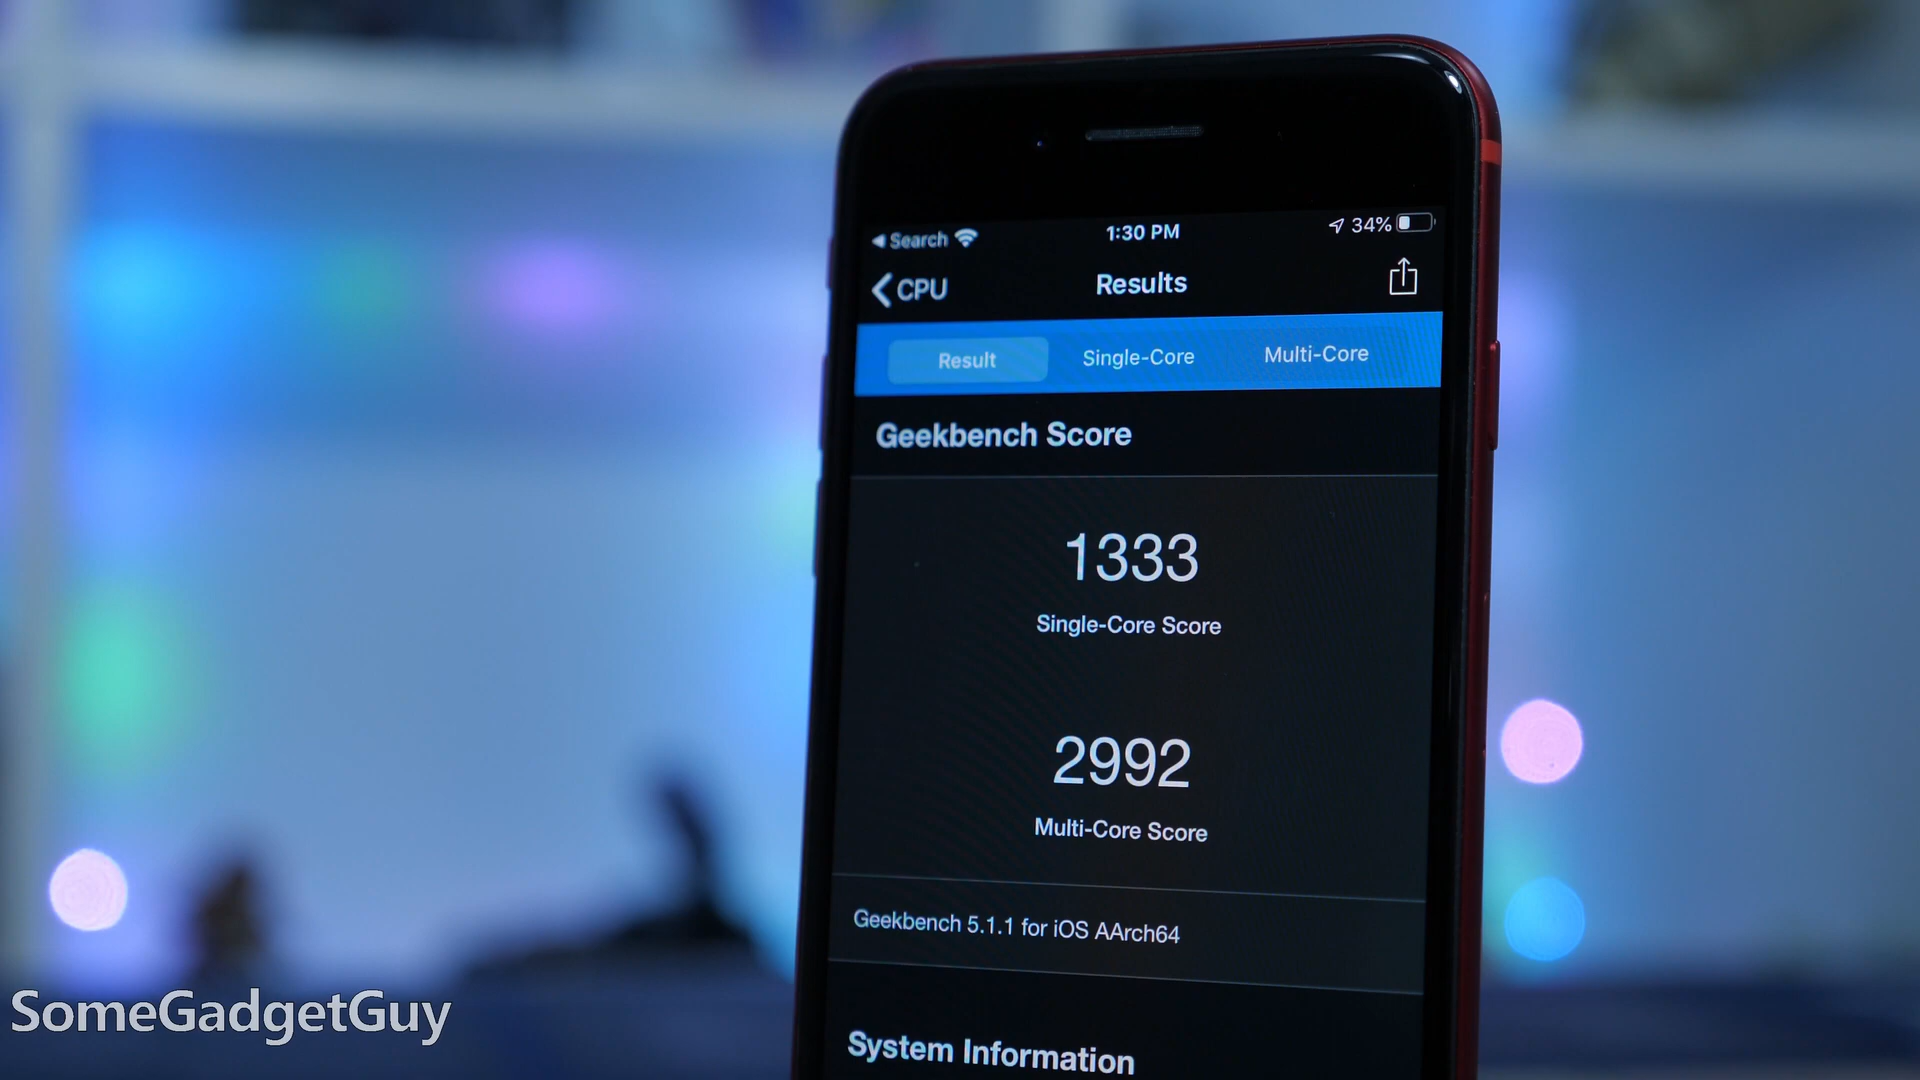 Search
1:30 PM
34%
CPU
Results
Result
Single-Core
Multi-Core
Geekbench Score
1333
Single-Core Score
2992
Multi-Core Score
Geekbench 5.1.1 for iOS AArch64
System Information
SomeGadgetGuy